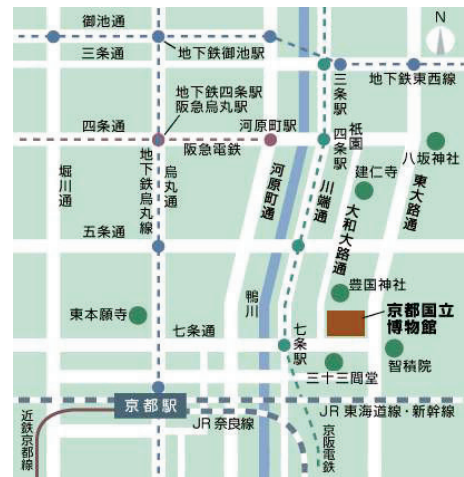 御池通
N
三条通
地下鉄御池駅
三条駅
地下鉄東西線
地下鉄四条駅
阪急烏丸駅
四条通
河原町駅
四条駅
祇園
阪急電鉄
八坂神社
建仁寺
堀川通
地下鉄烏丸線
烏丸通
河原町通
川端通
大和大路通
東大路通
五条通
豊国神社
鴨川
京都国立
博物館
東本願寺
七条通
七条駅
智積院
三十三間堂
京都駅
JR 東海道線・新幹線
近鉄京都線
JR 奈良線
京阪電鉄